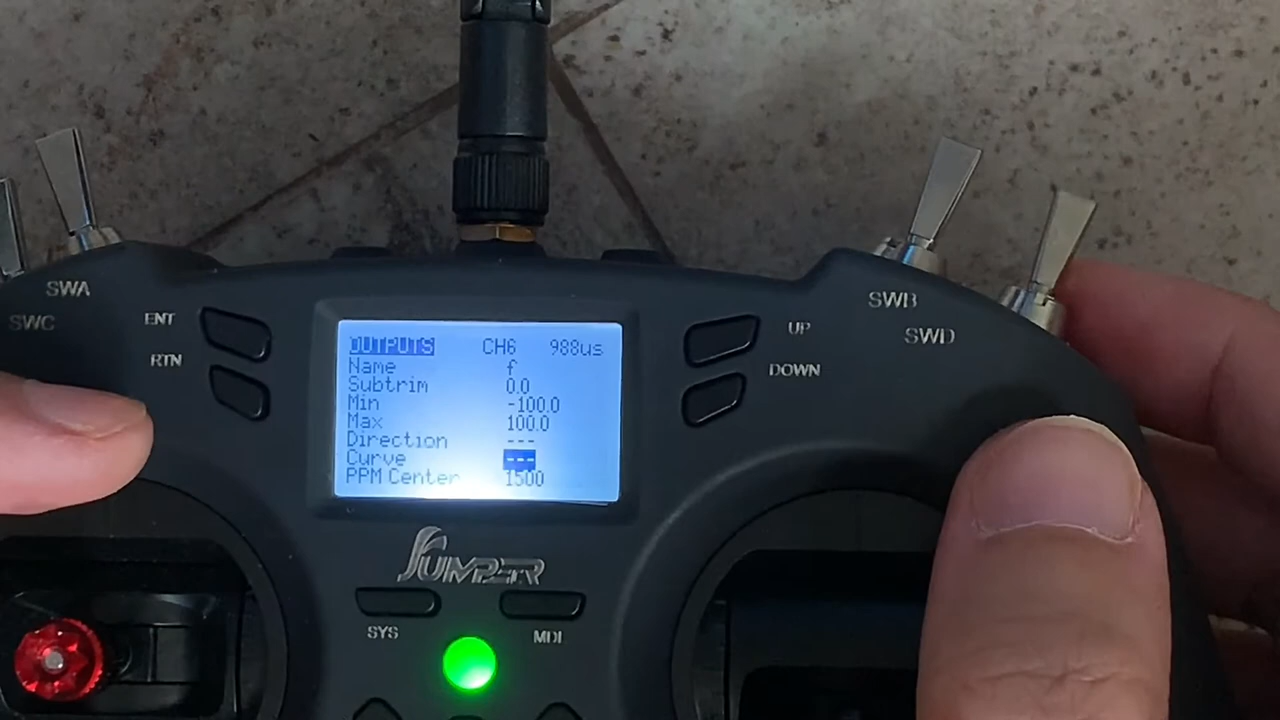 SWA
SWC
ENT
RTN
OUTPUTS CH6 988us
Name f
Subtrim 0.0
Min -100.0
Max 100.0
Direction ---
Curve ---
PPM Center 1500
UP
DOWN
SWB
SWD
JUMPER
SYS
MDL